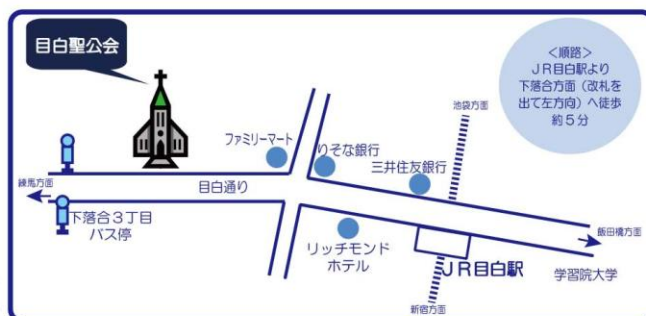 目白聖公会
＜順路＞
ＪＲ目白駅より
下落合方面（改札を
出て左方向）へ徒歩
約５分
池袋方面
ファミリーマート
りそな銀行
三井住友銀行
練馬方面
目白通り
下落合３丁目
バス停
リッチモンド
ホテル
ＪＲ目白駅
飯田橋方面
学習院大学
新宿方面